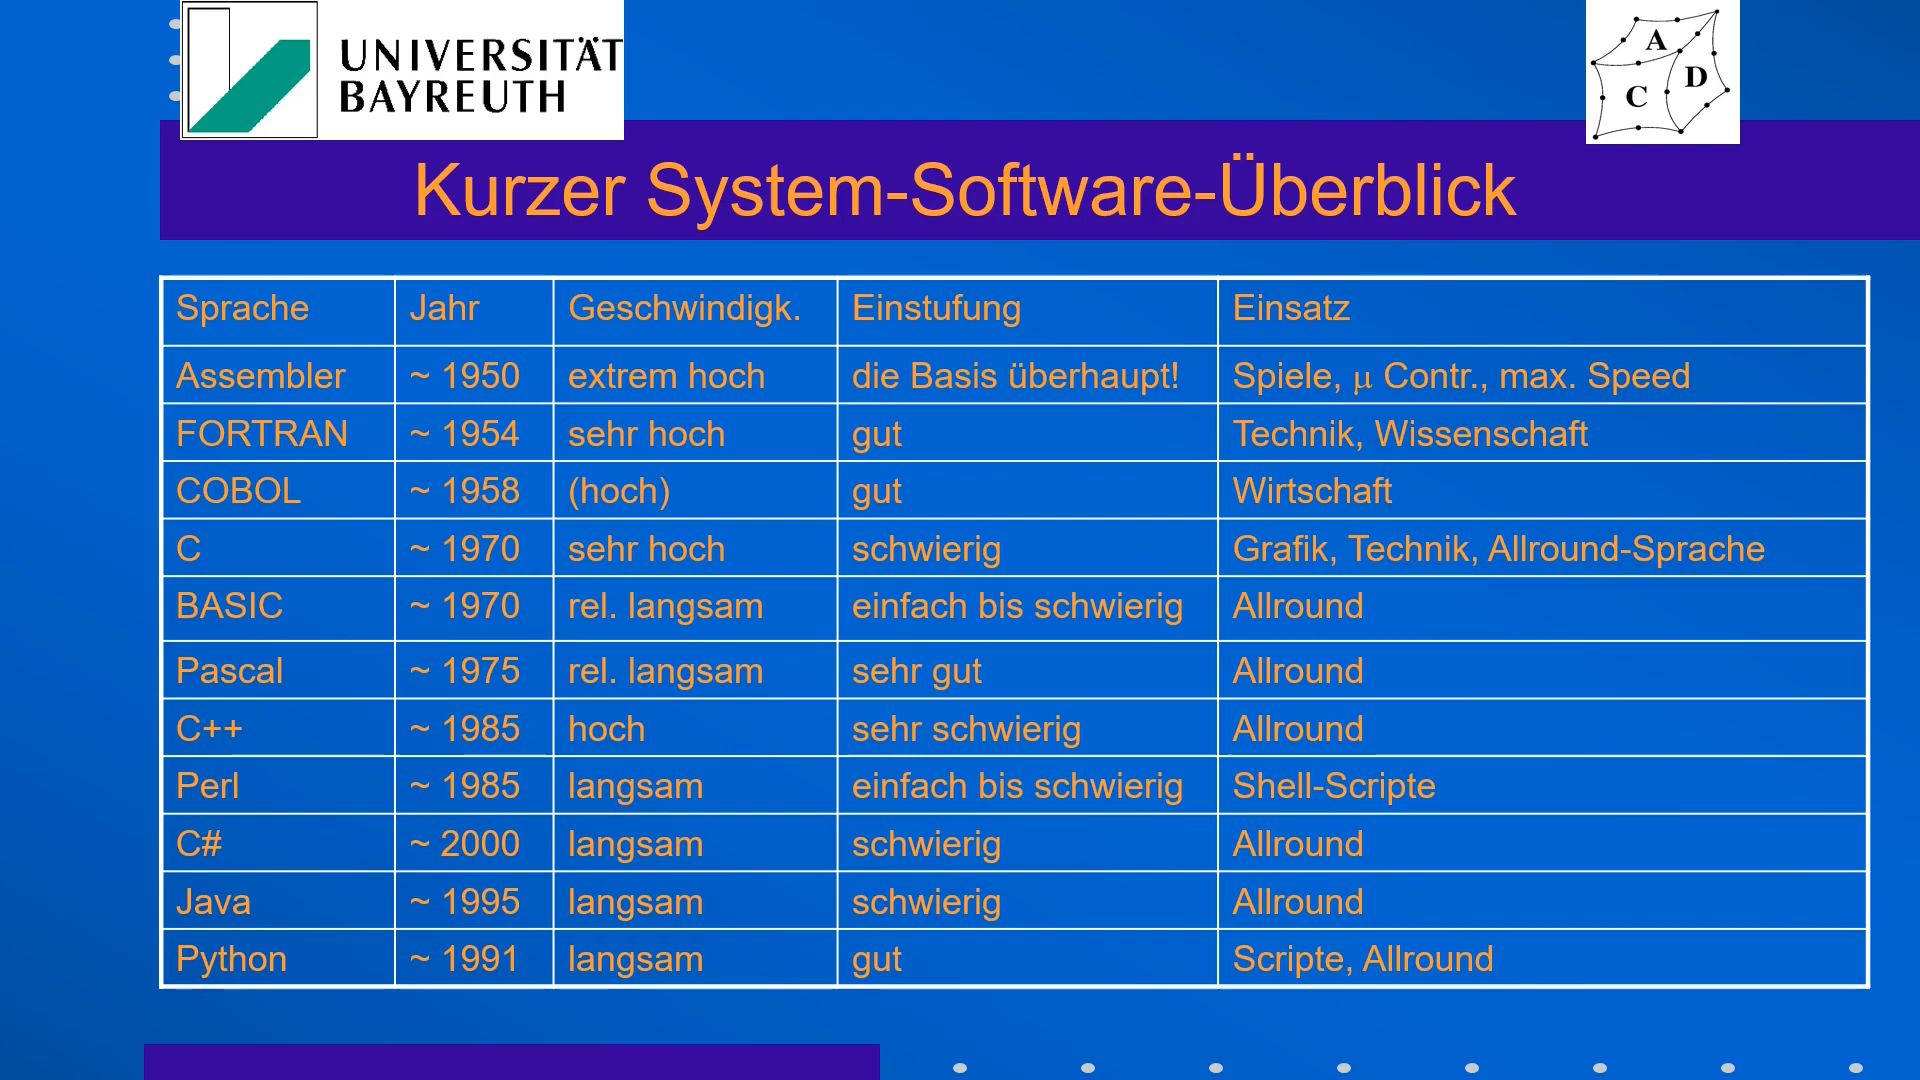 UNIVERSITÄT
BAYREUTH
A
D
C
Kurzer System-Software-Überblick
Sprache Jahr Geschwindigk. Einstufung Einsatz
Assembler ~ 1950 extrem hoch die Basis überhaupt! Spiele, μ Contr., max. Speed
FORTRAN ~ 1954 sehr hoch gut Technik, Wissenschaft
COBOL ~ 1958 (hoch) gut Wirtschaft
C ~ 1970 sehr hoch schwierig Grafik, Technik, Allround-Sprache
BASIC ~ 1970 rel. langsam einfach bis schwierig Allround
Pascal ~ 1975 rel. langsam sehr gut Allround
C++ ~ 1985 hoch sehr schwierig Allround
Perl ~ 1985 langsam einfach bis schwierig Shell-Scripte
C# ~ 2000 langsam schwierig Allround
Java ~ 1995 langsam schwierig Allround
Python ~ 1991 langsam gut Scripte, Allround